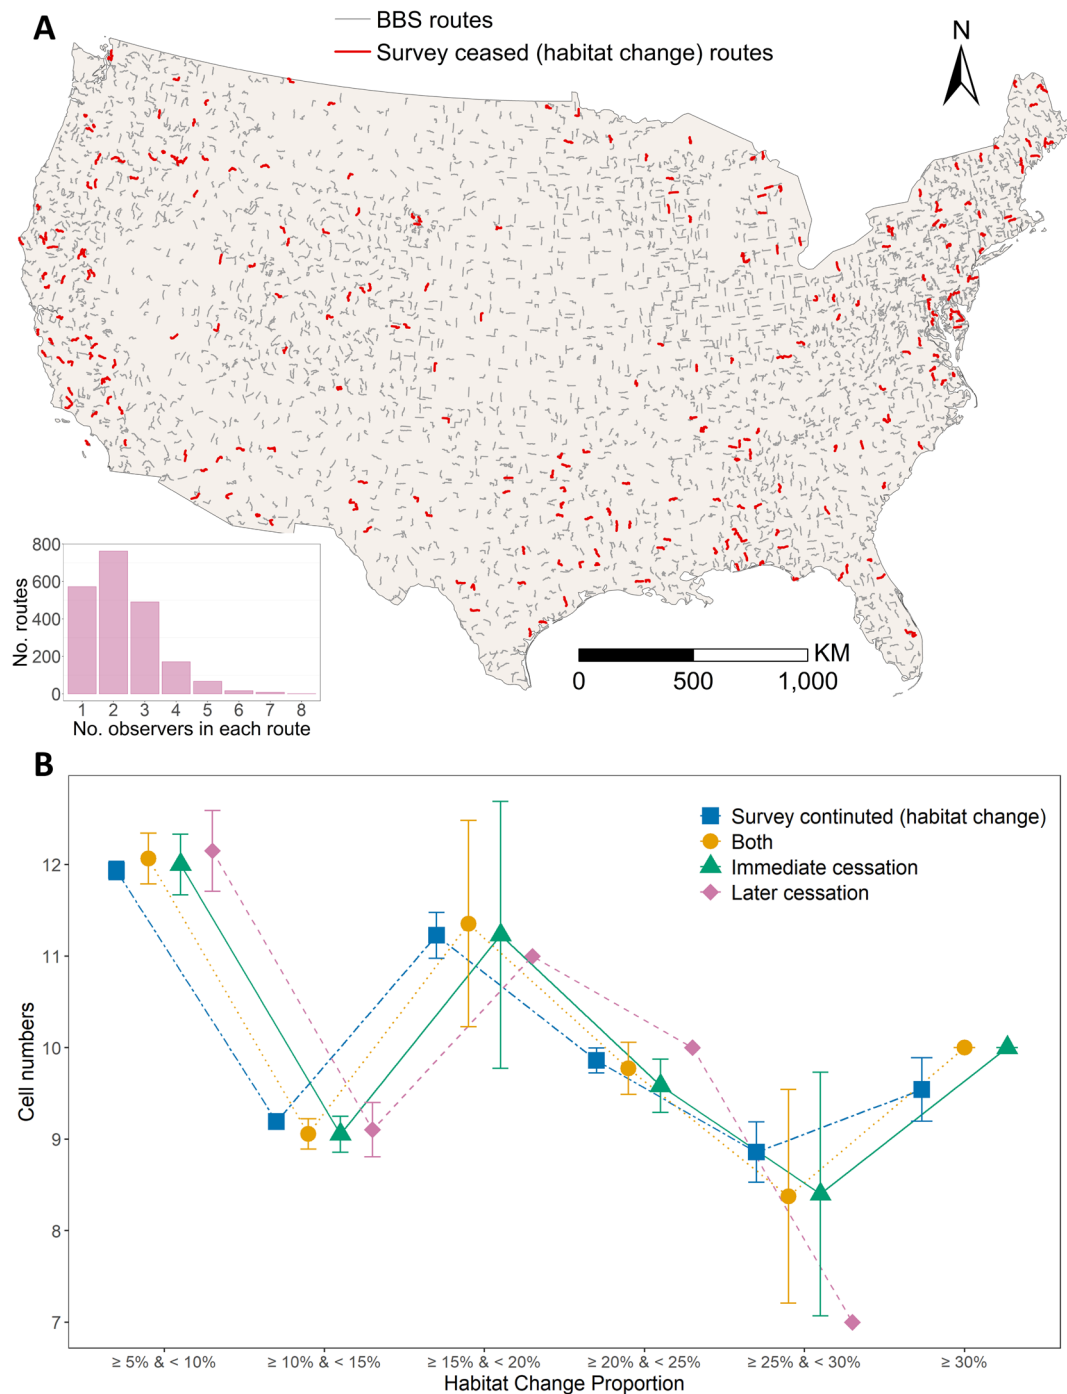 A
BBS routes
Survey ceased (habitat change) routes
N
800
600
400
200
0
No. routes
1 2 3 4 5 6 7 8
No. observers in each route
KM
0 500 1,000
B
Survey continuted (habitat change)
Both
Immediate cessation
Later cessation
12
11
10
9
8
7
Cell numbers
≥ 5% & < 10% ≥ 10% & < 15% ≥ 15% & < 20% ≥ 20% & < 25% ≥ 25% & < 30% ≥ 30%
Habitat Change Proportion